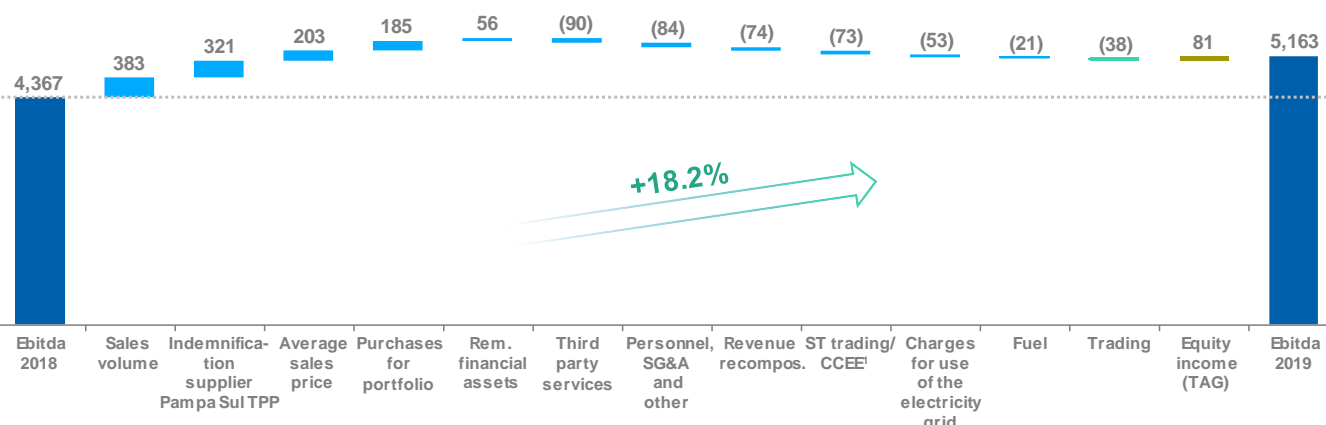 4,367
383
321
203
185
56
(90)
(84)
(74)
(73)
(53)
(21)
(38)
81
5,163
+18.2%
Ebitda
2018
Sales
volume
Indemnifica-
tion
supplier
Pampa Sul TPP
Average
sales
price
Purchases
for
portfolio
Rem.
financial
assets
Third
party
services
Personnel,
SG&A
and
other
Revenue
recompos.
ST trading/
CCEE¹
Charges
for use
of the
electricity
grid
Fuel
Trading
Equity
income
(TAG)
Ebitda
2019